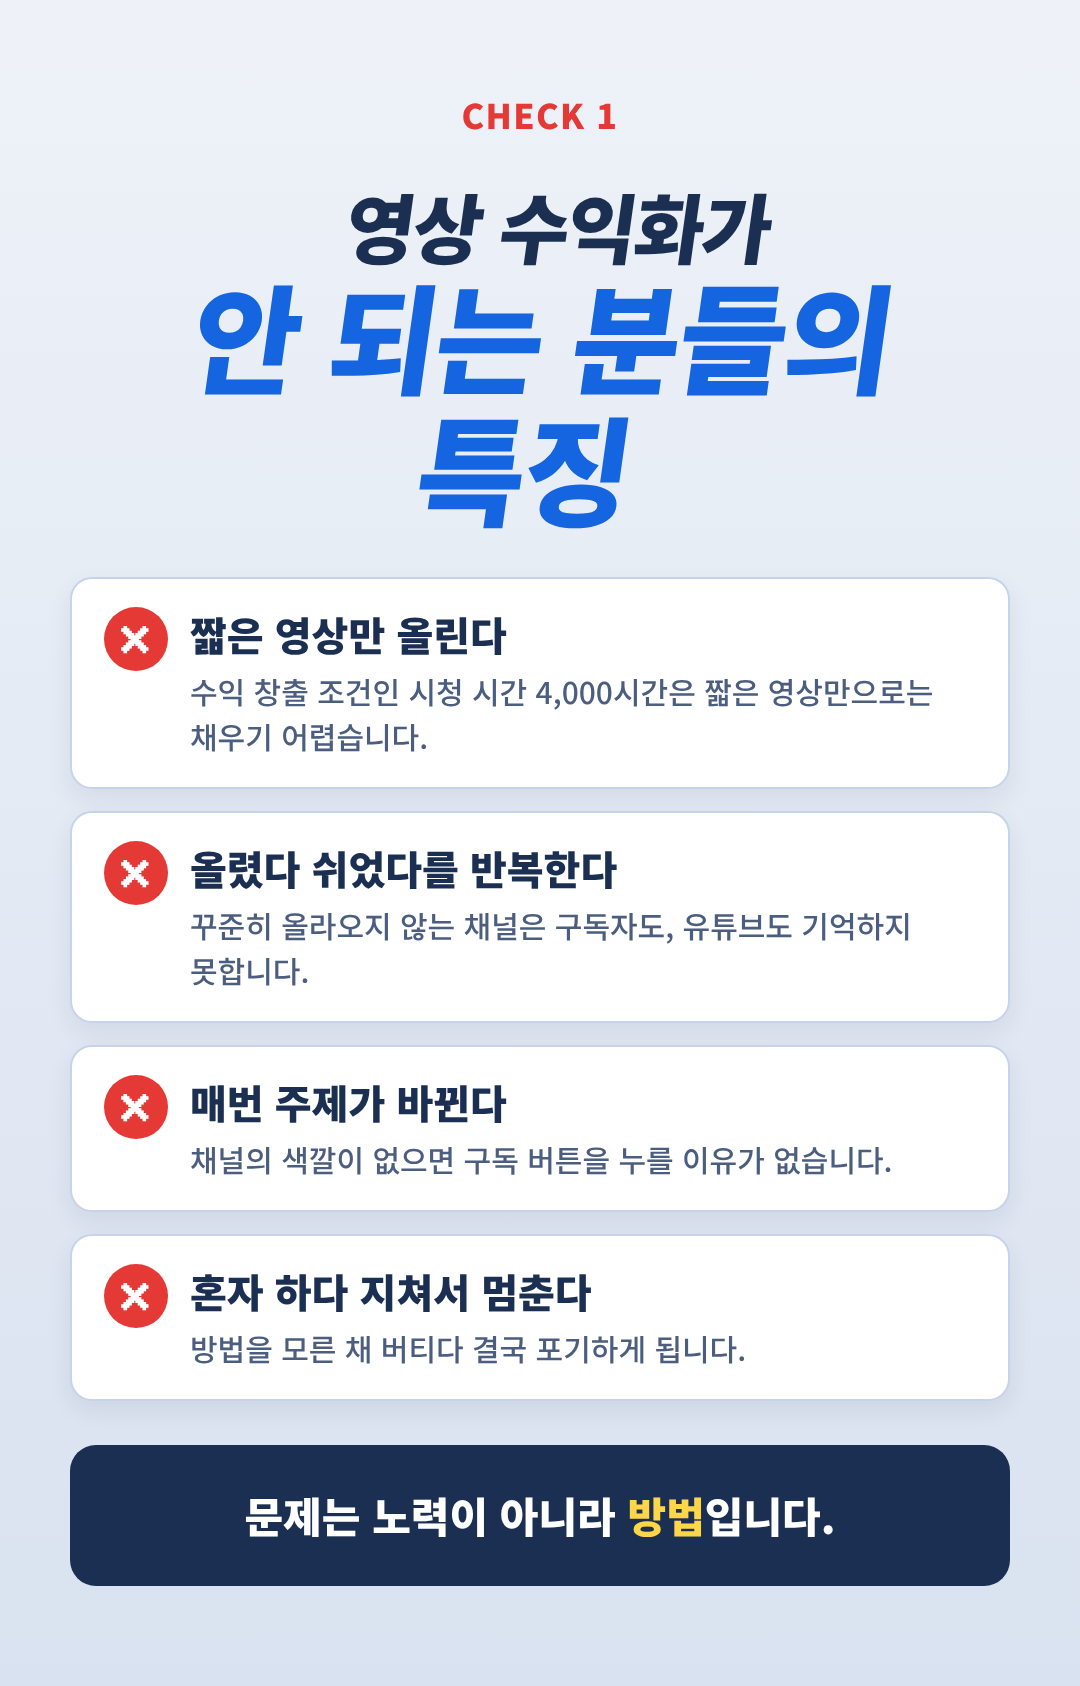 CHECK 1
영상 수익화가
안 되는 분들의
특징
짧은 영상만 올린다
수익 창출 조건인 시청 시간 4,000시간은 짧은 영상만으로는
채우기 어렵습니다.
올렸다 쉬었다를 반복한다
꾸준히 올라오지 않는 채널은 구독자도, 유튜브도 기억하지
못합니다.
매번 주제가 바뀐다
채널의 색깔이 없으면 구독 버튼을 누를 이유가 없습니다.
혼자 하다 지쳐서 멈춘다
방법을 모른 채 버티다 결국 포기하게 됩니다.
문제는 노력이 아니라 방법입니다.